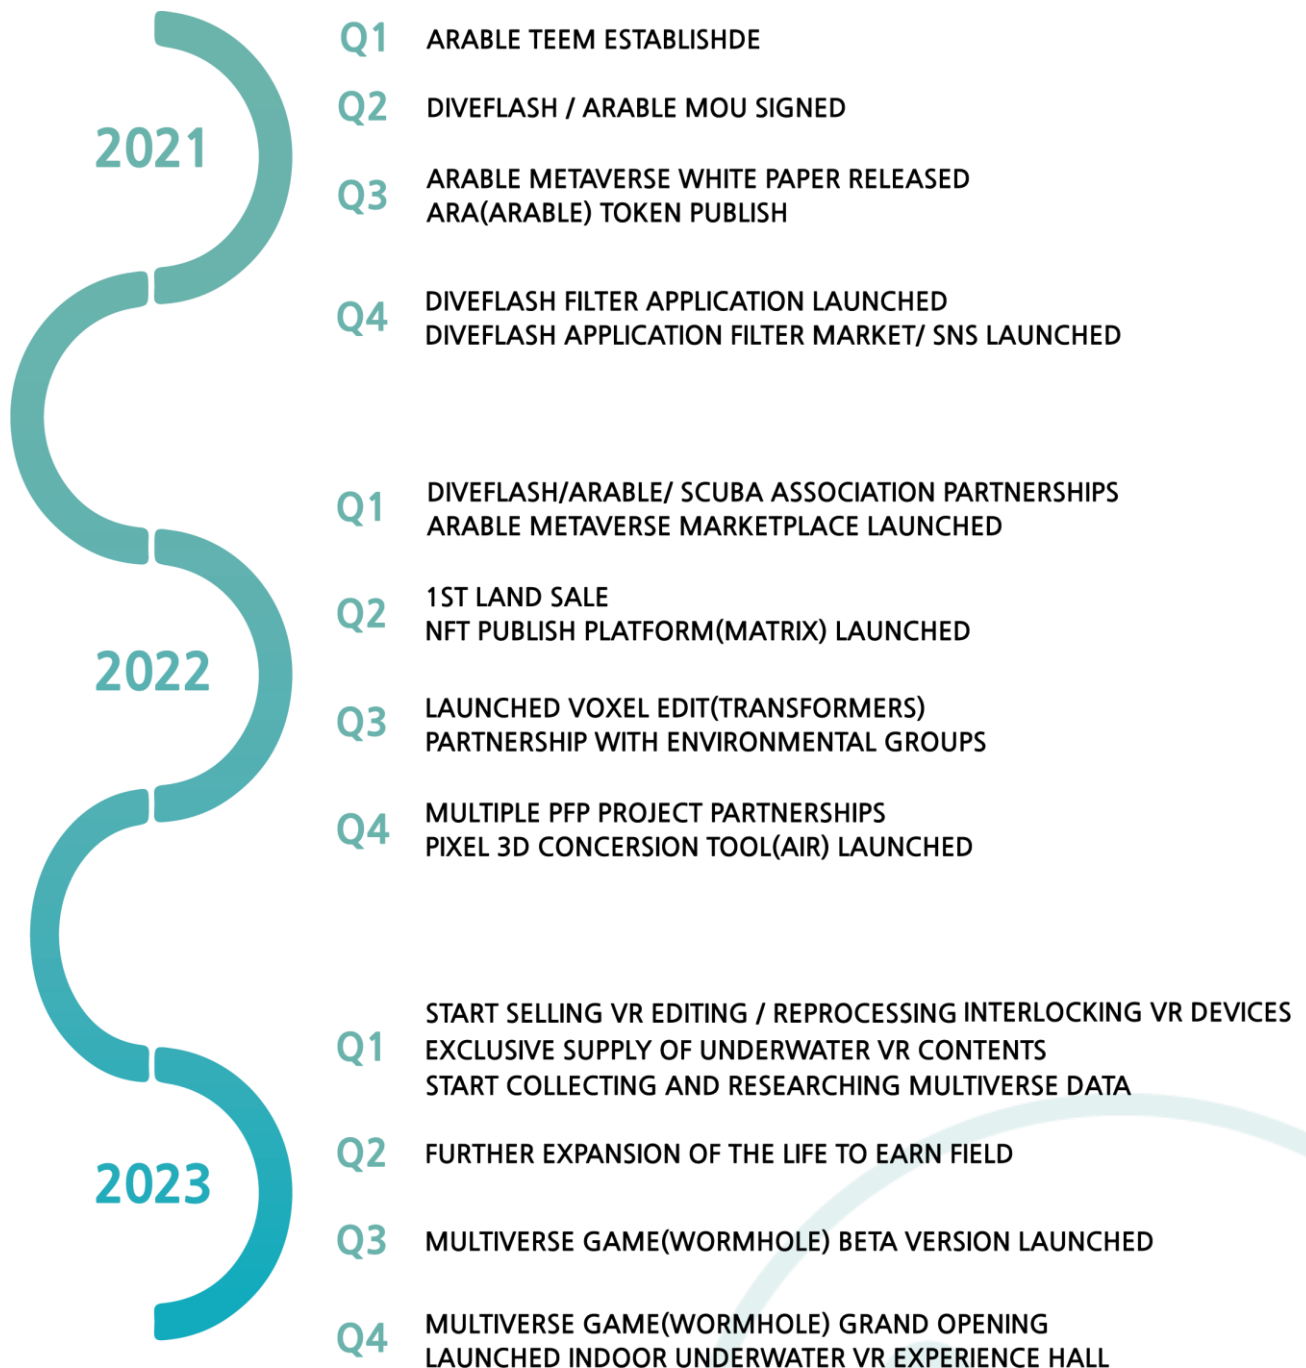 Q1 ARABLE TEEM ESTABLISHDE
Q2 DIVEFLASH / ARABLE MOU SIGNED
2021
Q3 ARABLE METAVERSE WHITE PAPER RELEASED
ARA(ARABLE) TOKEN PUBLISH
Q4 DIVEFLASH FILTER APPLICATION LAUNCHED
DIVEFLASH APPLICATION FILTER MARKET/ SNS LAUNCHED
Q1 DIVEFLASH/ARABLE/ SCUBA ASSOCIATION PARTNERSHIPS
ARABLE METAVERSE MARKETPLACE LAUNCHED
Q2 1ST LAND SALE
NFT PUBLISH PLATFORM(MATRIX) LAUNCHED
2022
Q3 LAUNCHED VOXEL EDIT(TRANSFORMERS)
PARTNERSHIP WITH ENVIRONMENTAL GROUPS
Q4 MULTIPLE PFP PROJECT PARTNERSHIPS
PIXEL 3D CONCERSION TOOL(AIR) LAUNCHED
Q1 START SELLING VR EDITING / REPROCESSING INTERLOCKING VR DEVICES
EXCLUSIVE SUPPLY OF UNDERWATER VR CONTENTS
START COLLECTING AND RESEARCHING MULTIVERSE DATA
Q2 FURTHER EXPANSION OF THE LIFE TO EARN FIELD
2023
Q3 MULTIVERSE GAME(WORMHOLE) BETA VERSION LAUNCHED
Q4 MULTIVERSE GAME(WORMHOLE) GRAND OPENING
LAUNCHED INDOOR UNDERWATER VR EXPERIENCE HALL